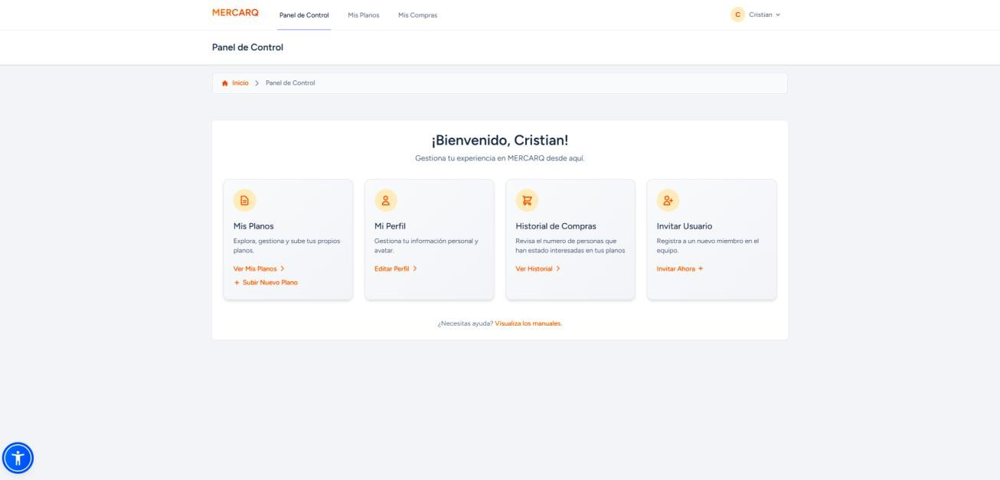 MERCARQ
Panel de Control
Mis Planos
Mis Compras
C
Cristian
Panel de Control
Inicio
Panel de Control
¡Bienvenido, Cristian!
Gestiona tu experiencia en MERCARQ desde aquí.
Mis Planos
Explora, gestiona y sube tus propios
planos.
Ver Mis Planos
+ Subir Nuevo Plano
Mi Perfil
Gestiona tu información personal y
avatar.
Editar Perfil
Historial de Compras
Revisa el numero de personas que
han estado interesadas en tus planos
Ver Historial
Invitar Usuario
Registra a un nuevo miembro en el
equipo.
Invitar Ahora +
¿Necesitas ayuda? Visualiza los manuales.